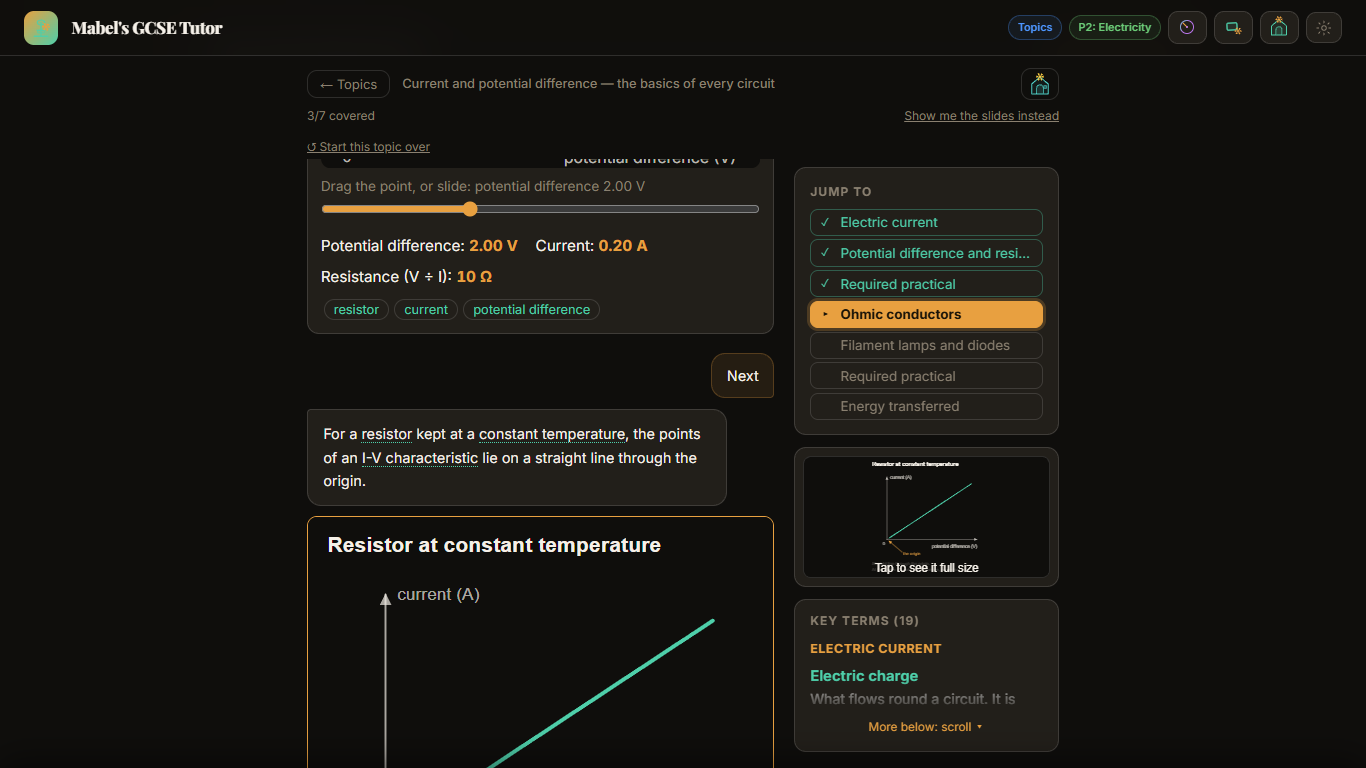 Mabel's GCSE Tutor
Topics
P2: Electricity
← Topics
Current and potential difference — the basics of every circuit
3/7 covered
Show me the slides instead
↺ Start this topic over
0
potential difference (V)
Drag the point, or slide: potential difference 2.00 V
Potential difference: 2.00 V Current: 0.20 A
Resistance (V ÷ I): 10 Ω
resistor
current
potential difference
Next
For a resistor kept at a constant temperature, the points
of an I-V characteristic lie on a straight line through the
origin.
Resistor at constant temperature
current (A)
JUMP TO
✓ Electric current
✓ Potential difference and resi...
✓ Required practical
▸ Ohmic conductors
Filament lamps and diodes
Required practical
Energy transferred
Resistor at constant temperature
current (A)
0
potential difference (V)
the origin
Tap to see it full size
KEY TERMS (19)
ELECTRIC CURRENT
Electric charge
What flows round a circuit. It is
More below: scroll ▾